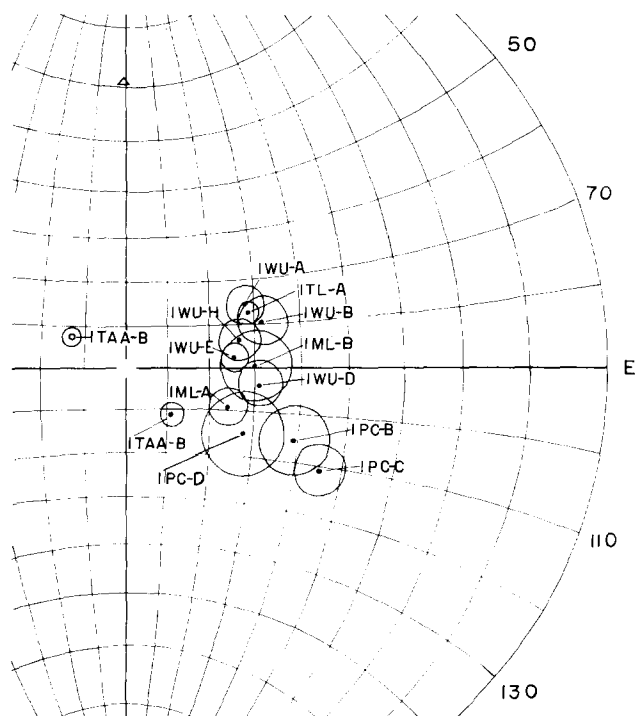 50
70
IWU-A
ITL-A
IWU-H
IWU-B
ITAA-B
IWU-E
IML-B
E
IWU-D
IML-A
ITAA-B
IPC-B
IPC-D
IPC-C
110
130